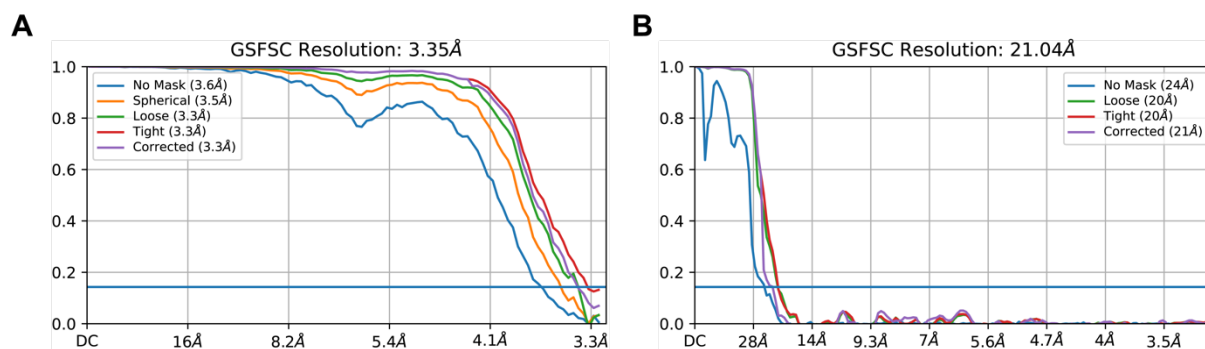 A
GSFSC Resolution: 3.35Å
1.0
0.8
0.6
0.4
0.2
0.0
No Mask (3.6Å)
Spherical (3.5Å)
Loose (3.3Å)
Tight (3.3Å)
Corrected (3.3Å)
DC 16Å 8.2Å 5.4Å 4.1Å 3.3Å
B
GSFSC Resolution: 21.04Å
1.0
0.8
0.6
0.4
0.2
0.0
No Mask (24Å)
Loose (20Å)
Tight (20Å)
Corrected (21Å)
DC 28Å 14Å 9.3Å 7Å 5.6Å 4.7Å 4Å 3.5Å